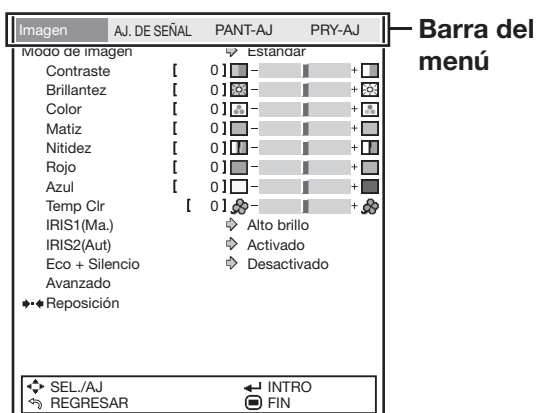 Imagen AJ. DE SEÑAL PANT-AJ PRY-AJ
Barra del
menú
Modo de imagen Estándar
Contraste [ 0 ] - +
Brillantez [ 0 ] - +
Color [ 0 ] - +
Matiz [ 0 ] - +
Nitidez [ 0 ] - +
Rojo [ 0 ] - +
Azul [ 0 ] - +
Temp Clr [ 0 ] - +
IRIS1(Ma.) Alto brillo
IRIS2(Aut) Activado
Eco + Silencio Desactivado
Avanzado
Reposición
SEL./AJ INTRO
REGRESAR FIN